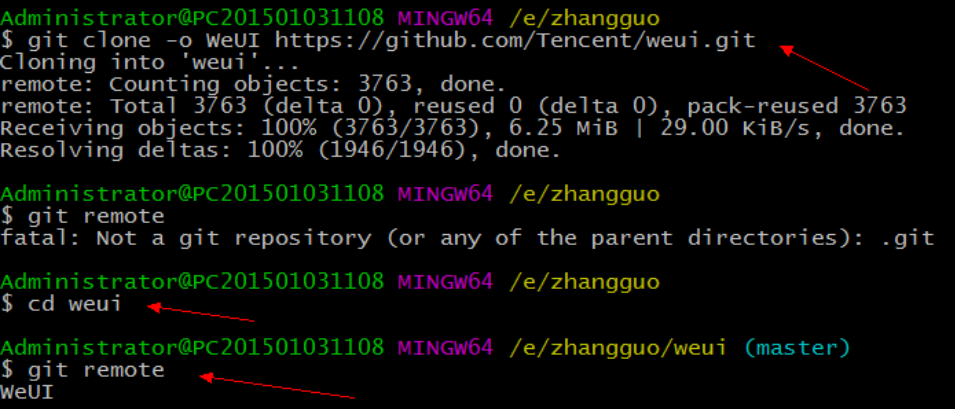 Administrator@PC201501031108 MINGW64 /e/zhangguo
$ git clone -o WeUI https://github.com/Tencent/weui.git
Cloning into 'weui'...
remote: Counting objects: 3763, done.
remote: Total 3763 (delta 0), reused 0 (delta 0), pack-reused 3763
Receiving objects: 100% (3763/3763), 6.25 MiB | 29.00 KiB/s, done.
Resolving deltas: 100% (1946/1946), done.
Administrator@PC201501031108 MINGW64 /e/zhangguo
$ git remote
fatal: Not a git repository (or any of the parent directories): .git
Administrator@PC201501031108 MINGW64 /e/zhangguo
$ cd weui
Administrator@PC201501031108 MINGW64 /e/zhangguo/weui (master)
$ git remote
WeUI